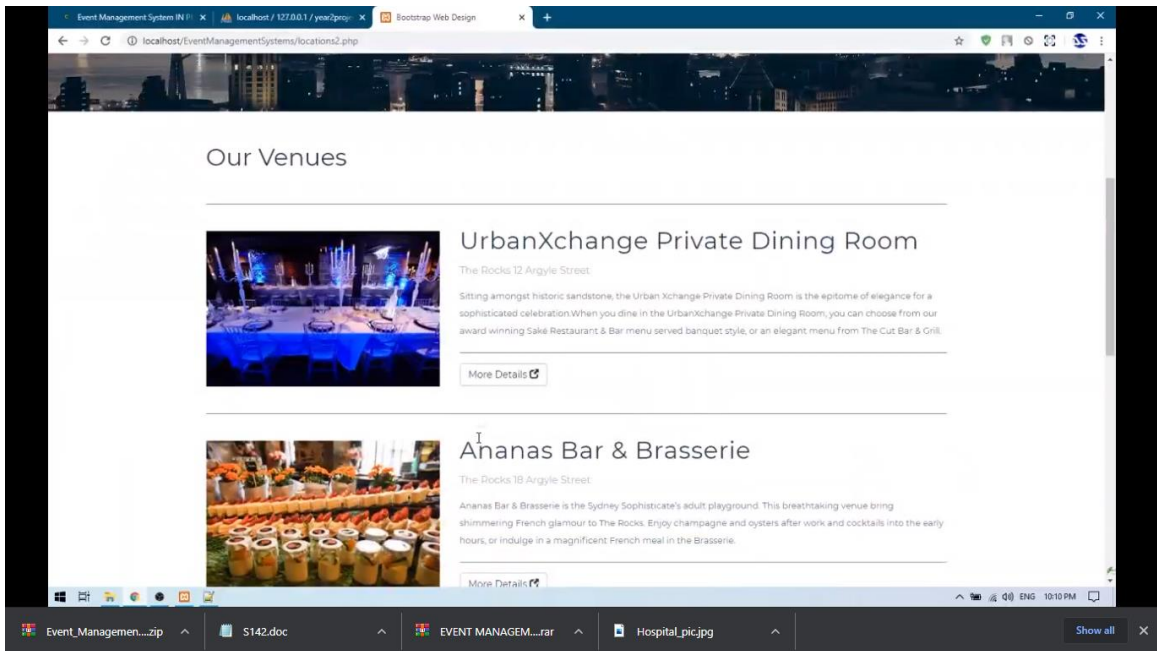 Event Management System IN P
localhost / 127.0.0.1 / year2proje
Bootstrap Web Design
localhost/EventManagementSystems/locations2.php
Our Venues
UrbanXchange Private Dining Room
The Rocks 12 Argyle Street
Sitting amongst historic sandstone, the Urban Xchange Private Dining Room is the epitome of elegance for a
sophisticated celebration.When you dine in the UrbanXchange Private Dining Room, you can choose from our
award winning Saké Restaurant & Bar menu served banquet style, or an elegant menu from The Cut Bar & Grill.
More Details
Ananas Bar & Brasserie
The Rocks 18 Argyle Street
Ananas Bar & Brasserie is the Sydney Sophisticate's adult playground. This breathtaking venue bring
shimmering French glamour to The Rocks. Enjoy champagne and oysters after work and cocktails into the early
hours, or indulge in a magnificent French meal in the Brasserie.
More Details
ENG 10:10 PM
Event_Managemen....zip
S142.doc
EVENT MANAGEM....rar
Hospital_pic.jpg
Show all